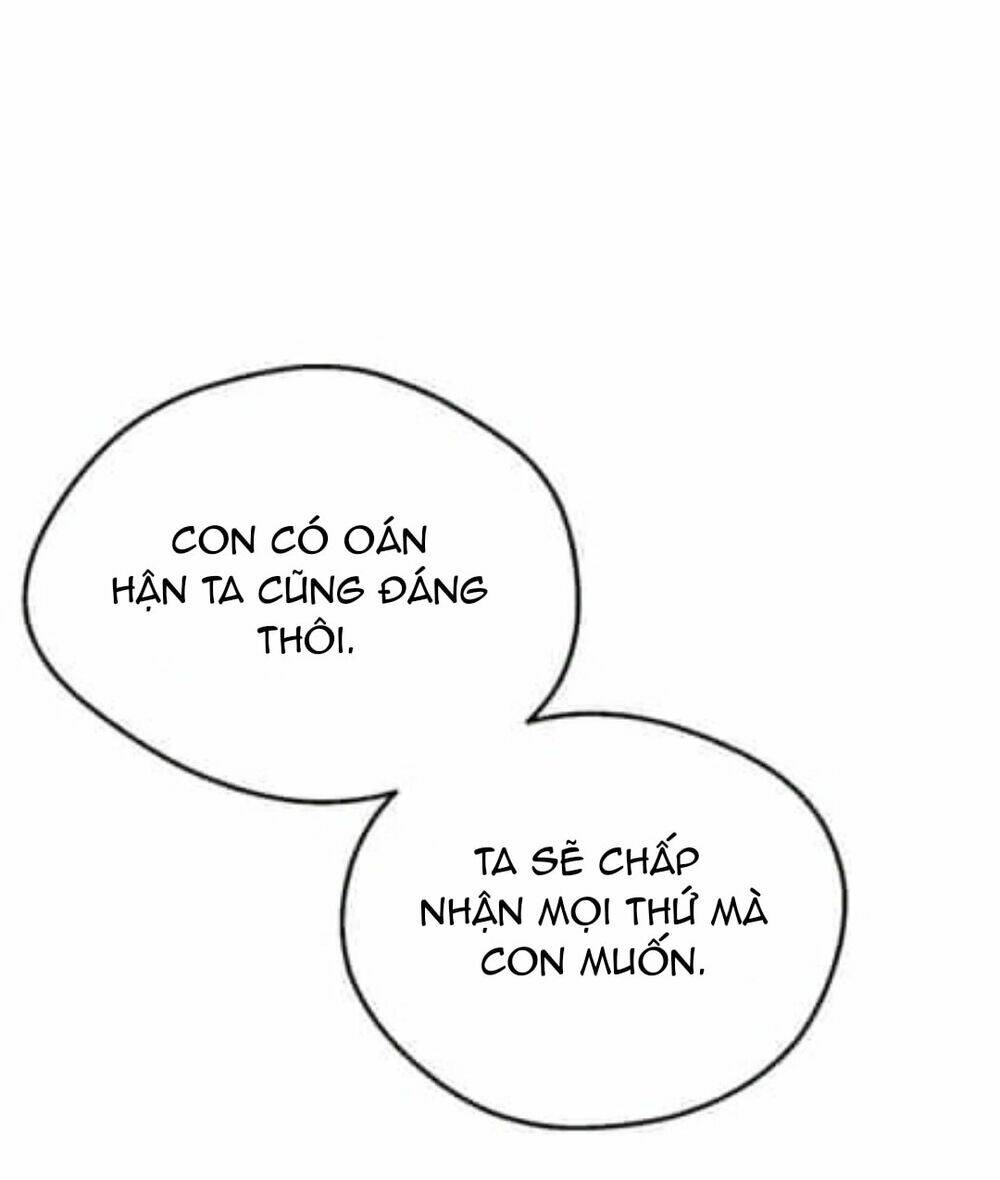 CON CÓ OÁN
HẬN TA CŨNG ĐÁNG
THÔI.
TA SẼ CHẤP
NHẬN MỌI THỨ MÀ
CON MUỐN.